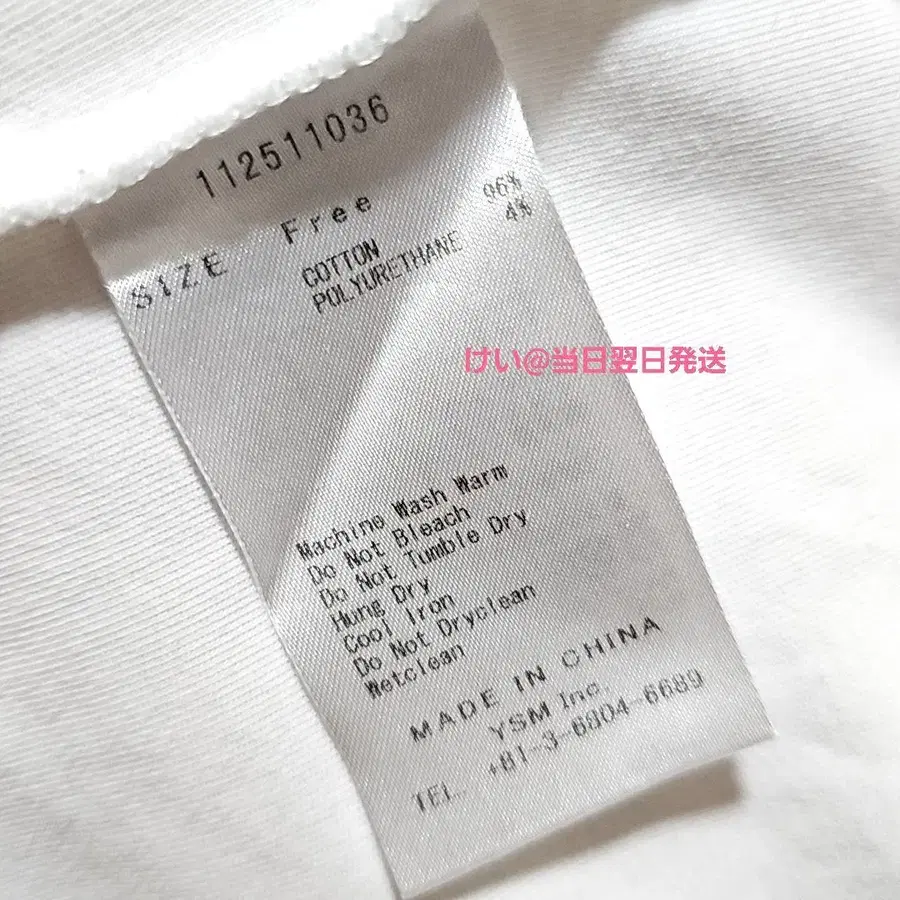 112511036
SIZE Free
COTTON 96%
POLYURETHANE 4%
けい@当日翌日発送
Machine Wash Warm
Do Not Bleach
Do Not Tumble Dry
Hung Dry
Cool Iron
Do Not Dryclean
Wetclean
MADE IN CHINA
YSM Inc.
TEL. +81-3-6804-6689